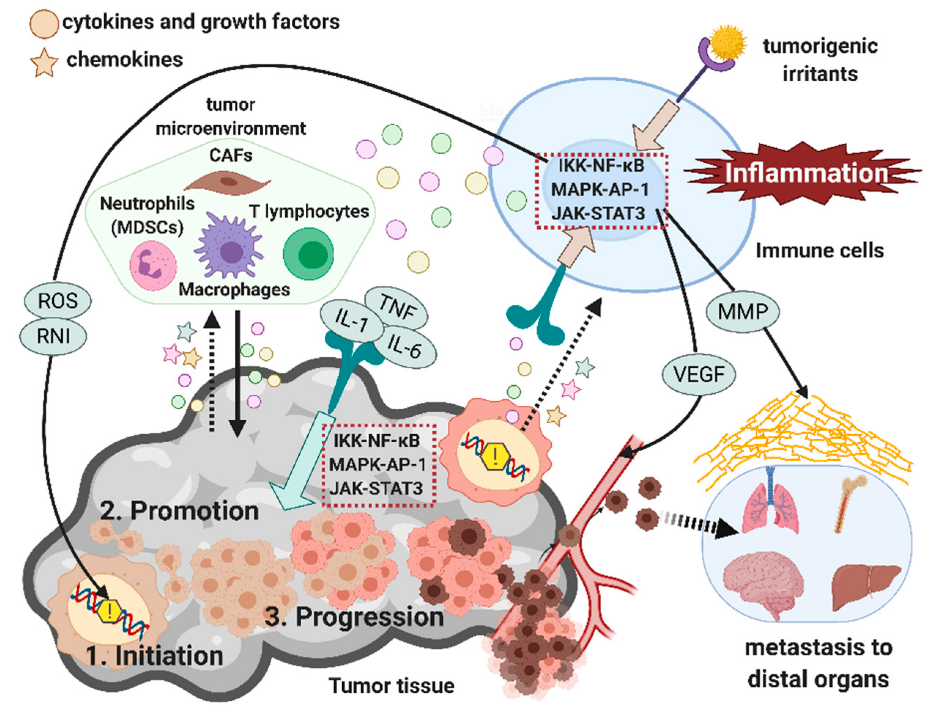 cytokines and growth factors
chemokines
tumorigenic
irritants
tumor
microenvironment
CAFs
Neutrophils
(MDSCs)
T lymphocytes
Macrophages
IKK-NF-κB
MAPK-AP-1
JAK-STAT3
Inflammation
Immune cells
ROS
RNI
TNF
IL-1
IL-6
MMP
VEGF
IKK-NF-κB
MAPK-AP-1
JAK-STAT3
2. Promotion
!
!
3. Progression
1. Initiation
Tumor tissue
metastasis to
distal organs